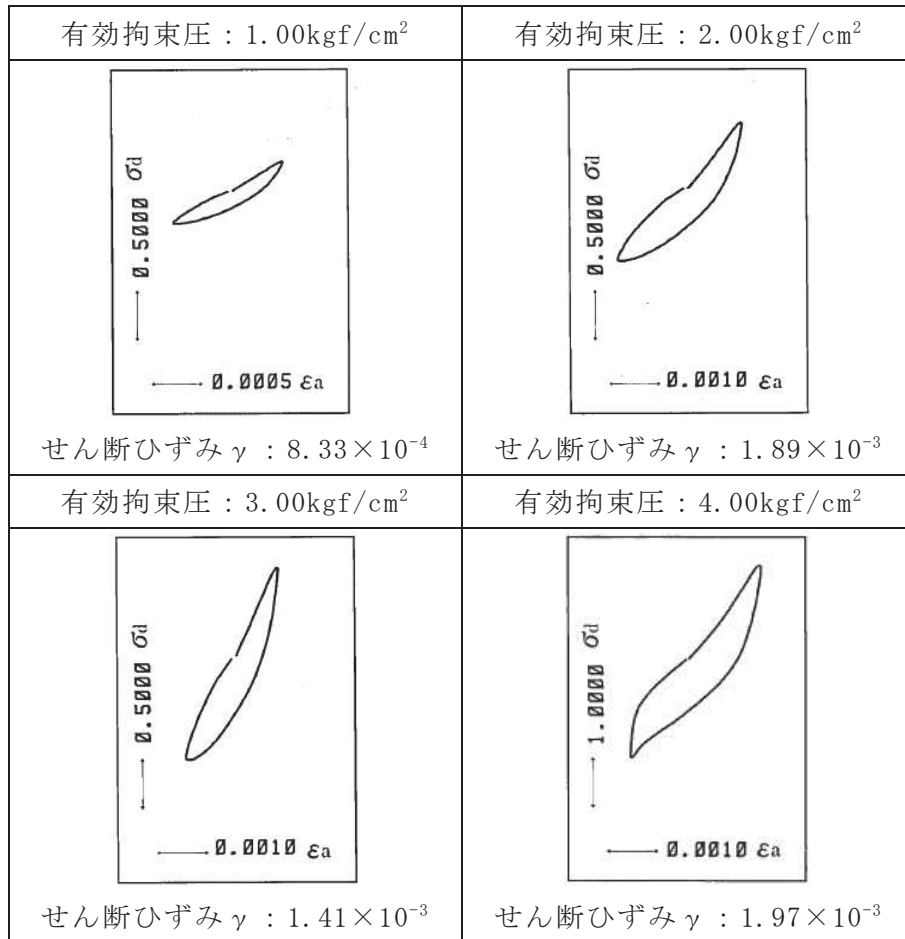 有効拘束圧:1.00kgf/cm²
有効拘束圧:2.00kgf/cm²
0.5000 σd
0.0005 εa
0.5000 σd
0.0010 εa
せん断ひずみγ:8.33×10⁻⁴
せん断ひずみγ:1.89×10⁻³
有効拘束圧:3.00kgf/cm²
有効拘束圧:4.00kgf/cm²
0.5000 σd
0.0010 εa
1.0000 σd
0.0010 εa
せん断ひずみγ:1.41×10⁻³
せん断ひずみγ:1.97×10⁻³